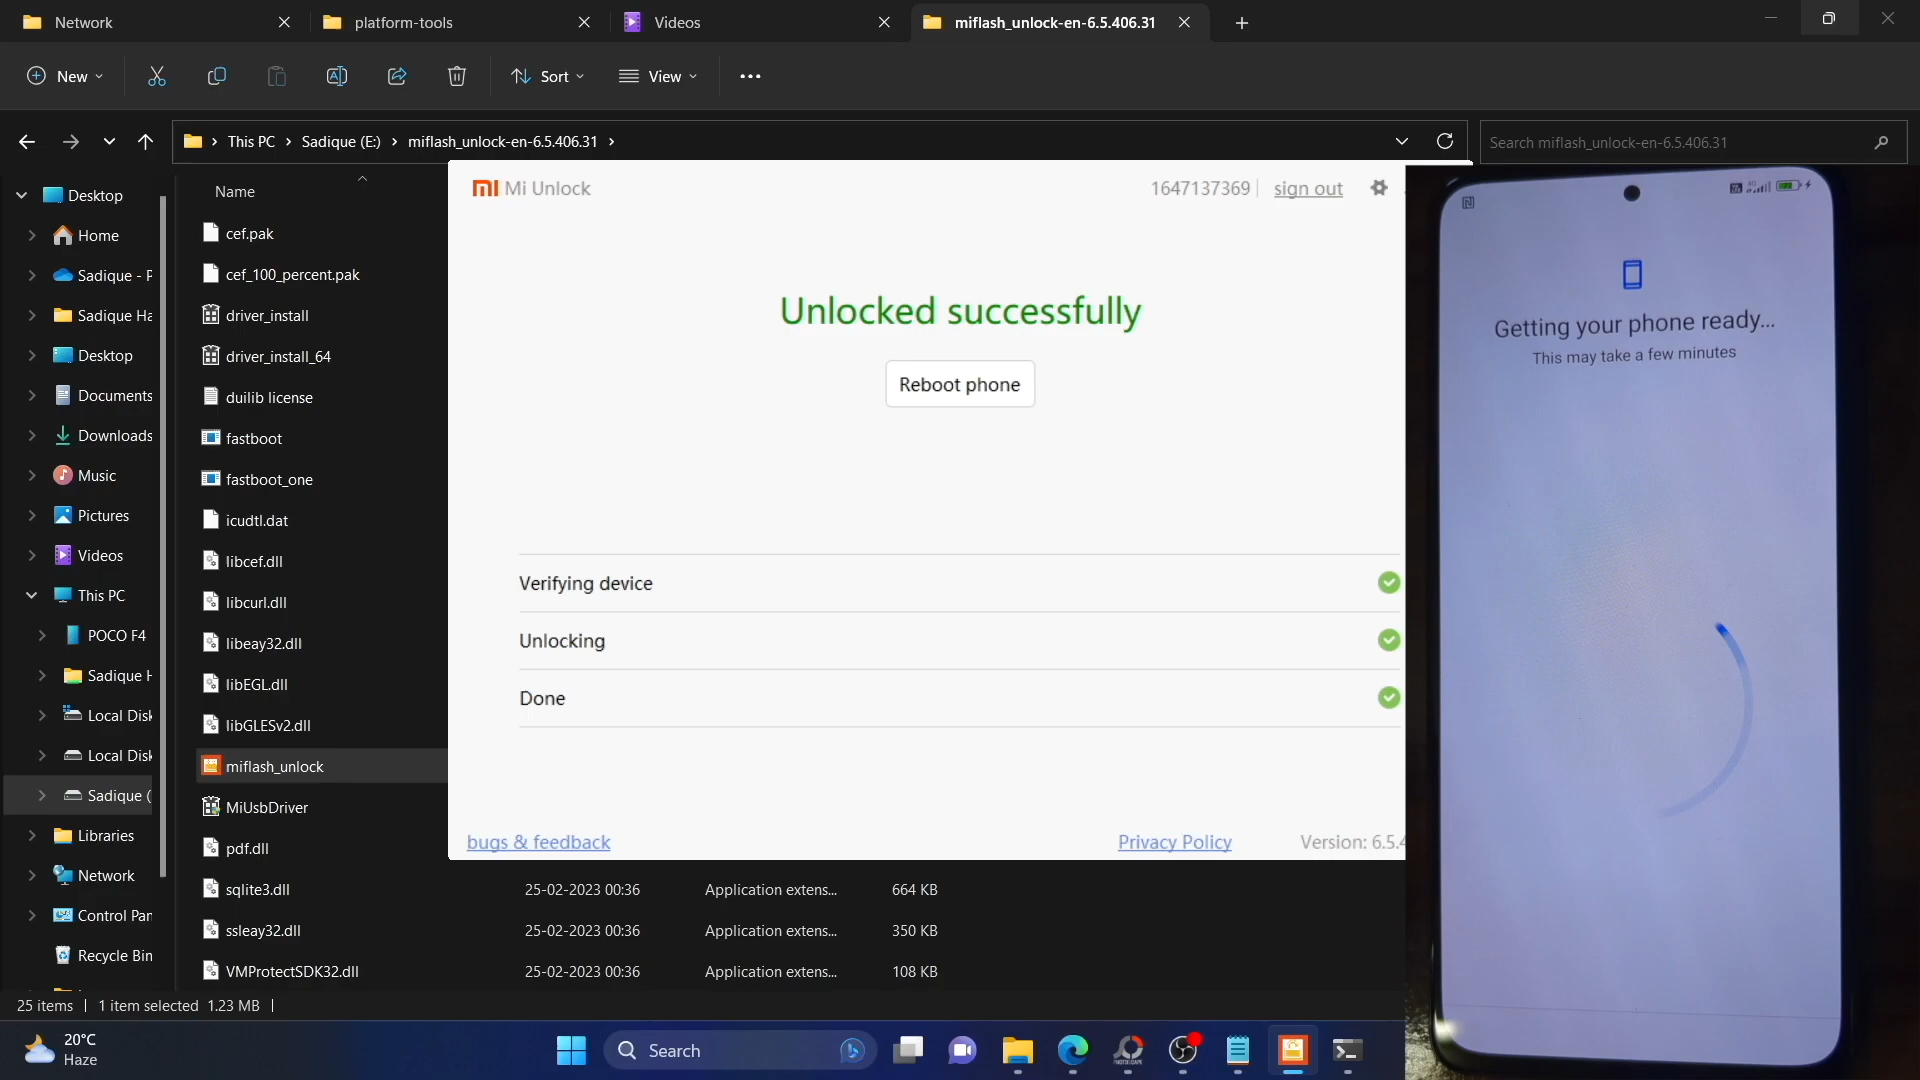 Network
platform-tools
Videos
miflash_unlock-en-6.5.406.31
New
Sort
View
This PC
Sadique (E:)
miflash_unlock-en-6.5.406.31
Search miflash_unlock-en-6.5.406.31
Desktop
Home
Sadique - P
Sadique Ha
Desktop
Documents
Downloads
Music
Pictures
Videos
This PC
POCO F4
Sadique H
Local Disk
Local Disk
Sadique (
Libraries
Network
Control Pan
Recycle Bin
Name
cef.pak
cef_100_percent.pak
driver_install
driver_install_64
duilib license
fastboot
fastboot_one
icudtl.dat
libcef.dll
libcurl.dll
libeay32.dll
libEGL.dll
libGLESv2.dll
miflash_unlock
MiUsbDriver
pdf.dll
sqlite3.dll 25-02-2023 00:36 Application extens... 664 KB
ssleay32.dll 25-02-2023 00:36 Application extens... 350 KB
VMProtectSDK32.dll 25-02-2023 00:36 Application extens... 108 KB
mi Mi Unlock
1647137369
sign out
Unlocked successfully
Reboot phone
Verifying device
Unlocking
Done
bugs & feedback
Privacy Policy
Version: 6.5.4
Getting your phone ready...
This may take a few minutes
25 items
1 item selected 1.23 MB
20°C
Haze
Search